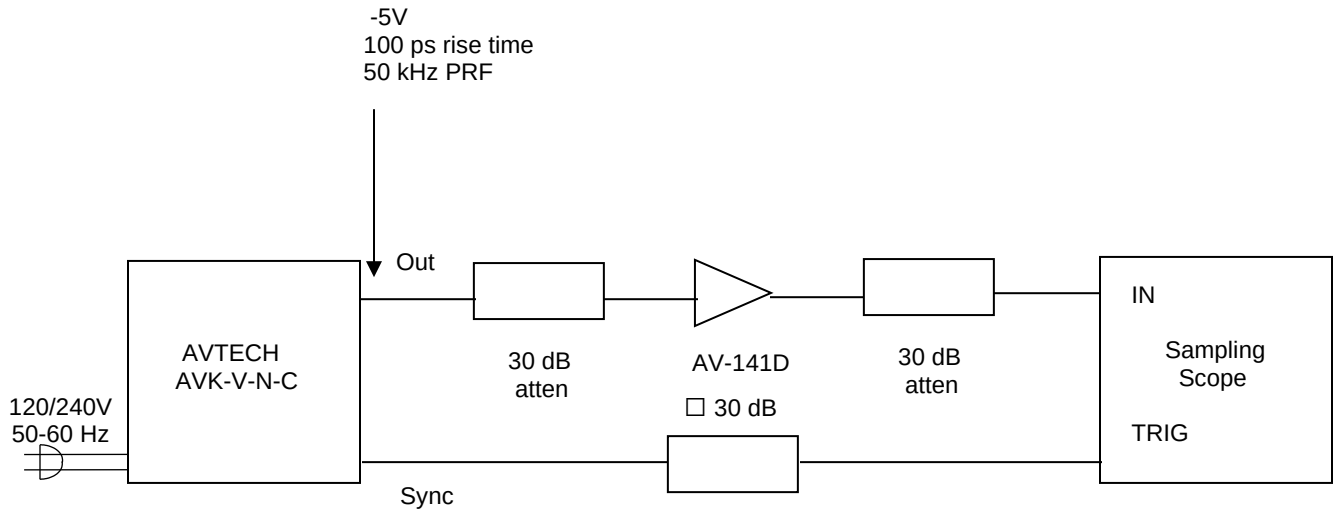 -5V
100 ps rise time
50 kHz PRF
Out
AVTECH
AVK-V-N-C
120/240V
50-60 Hz
30 dB
atten
AV-141D
□ 30 dB
30 dB
atten
IN
Sampling
Scope
TRIG
Sync